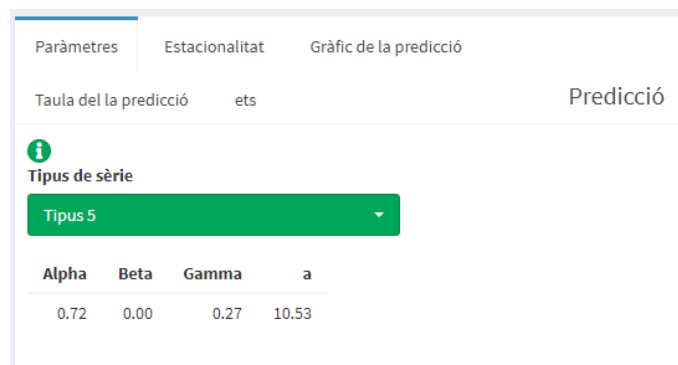 Paràmetres Estacionalitat Gràfic de la predicció
Taula del la predicció ets Predicció
Tipus de sèrie
Tipus 5
Alpha Beta Gamma a
0.72 0.00 0.27 10.53